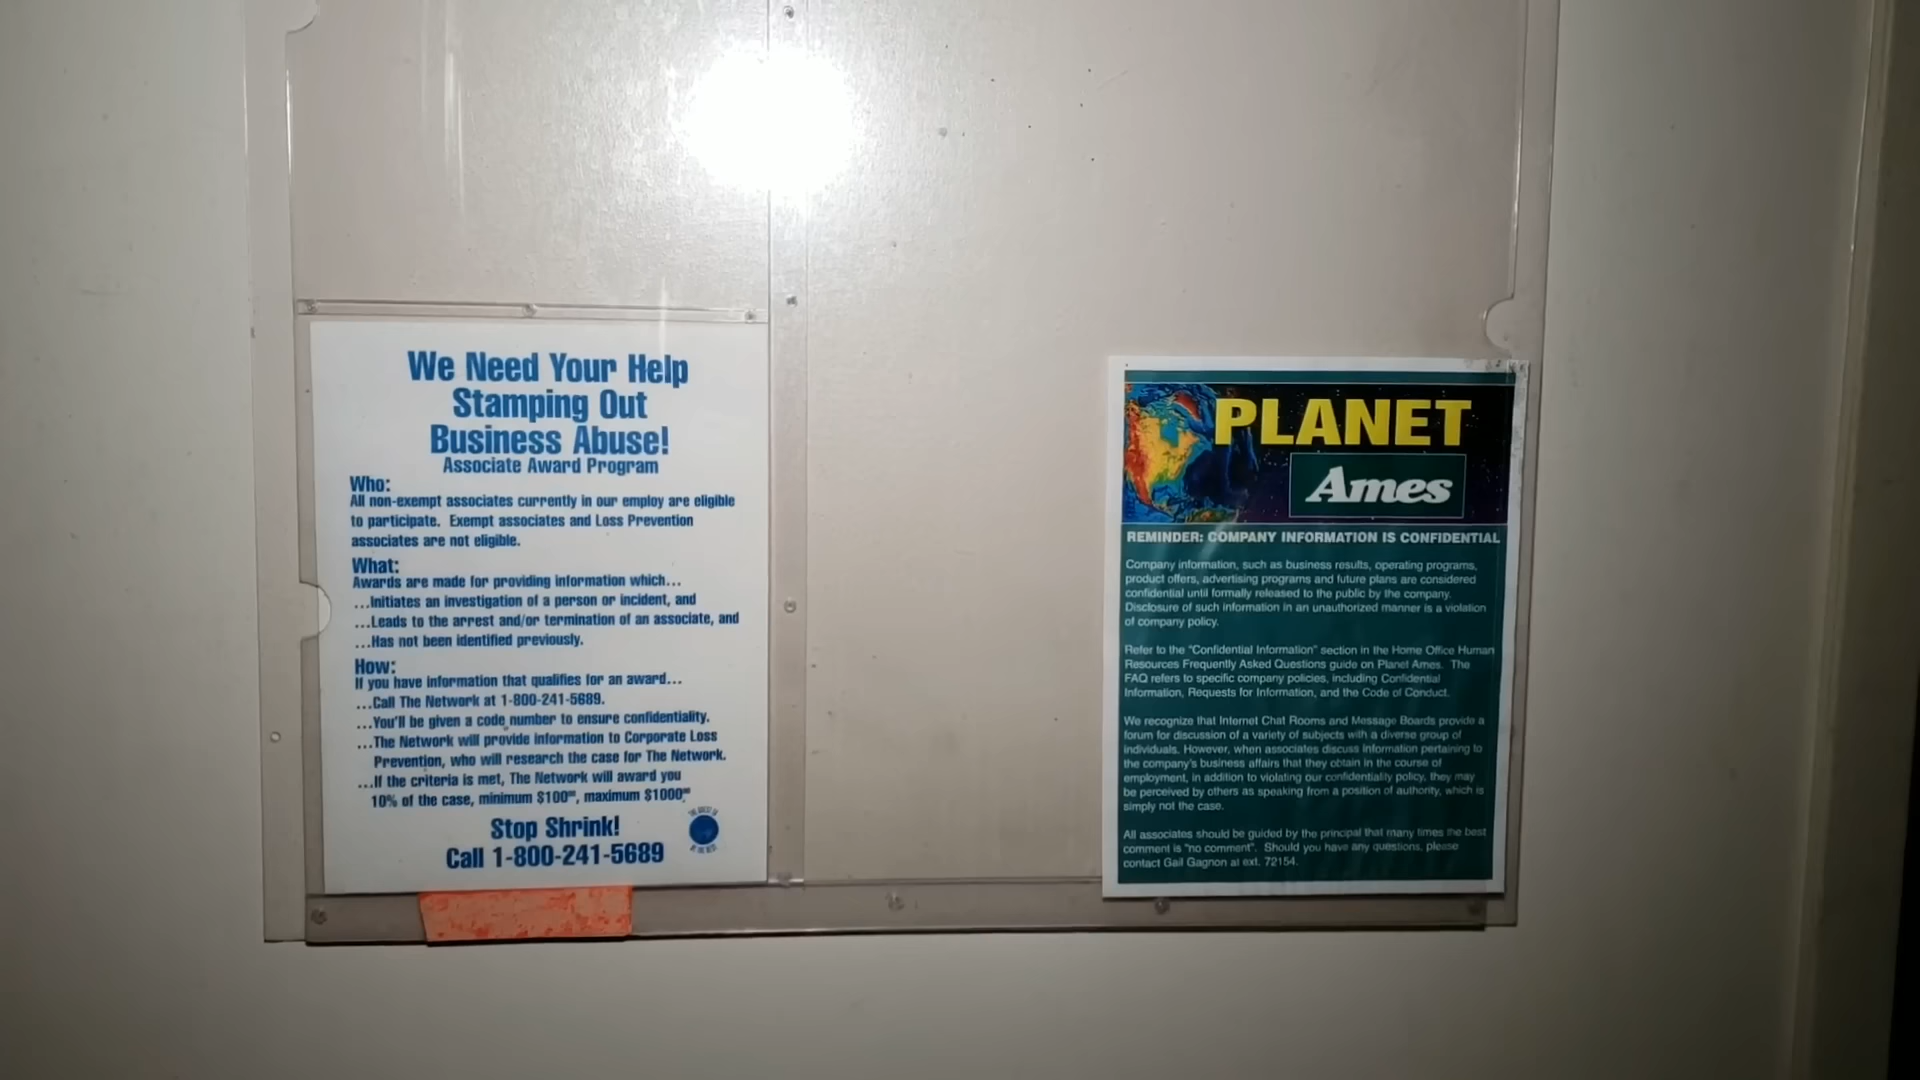 We Need Your Help
Stamping Out
Business Abuse!
Associate Award Program
Who:
All non-exempt associates currently in our employ are eligible
to participate. Exempt associates and Loss Prevention
associates are not eligible.
What:
Awards are made for providing information which...
...Initiates an investigation of a person or incident, and
...Leads to the arrest and/or termination of an associate, and
...Has not been identified previously.
How:
If you have information that qualifies for an award...
...Call The Network at 1-800-241-5689.
...You'll be given a code number to ensure confidentiality.
...The Network will provide information to Corporate Loss
Prevention, who will research the case for The Network.
...If the criteria is met, The Network will award you
10% of the case, minimum $100⁰⁰, maximum $1000⁰⁰
Stop Shrink!
Call 1-800-241-5689
PLANET
Ames
REMINDER: COMPANY INFORMATION IS CONFIDENTIAL
Company information, such as business results, operating programs,
product offers, advertising programs and future plans are considered
confidential until formally released to the public by the company.
Disclosure of such information in an unauthorized manner is a violation
of company policy.
Refer to the "Confidential Information" section in the Home Office Human
Resources Frequently Asked Questions guide on Planet Ames. The
FAQ refers to specific company policies, including Confidential
Information, Requests for Information, and the Code of Conduct.
We recognize that Internet Chat Rooms and Message Boards provide a
forum for discussion of a variety of subjects with a diverse group of
individuals. However, when associates discuss information pertaining to
the company's business affairs that they obtain in the course of
employment, in addition to violating our confidentiality policy, they may
be perceived by others as speaking from a position of authority, which is
simply not the case.
All associates should be guided by the principal that many times the best
comment is "no comment". Should you have any questions, please
contact Gail Gagnon at ext. 72154.